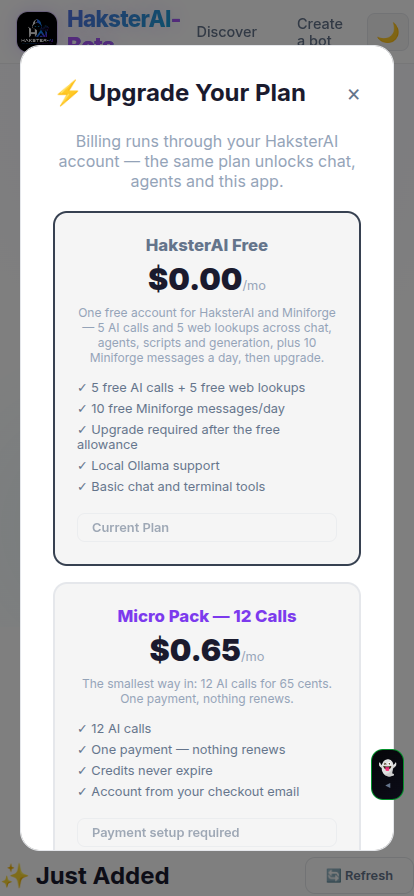 HaksterAI-
Bots
Discover
Create
a bot
⚡ Upgrade Your Plan
×
Billing runs through your HaksterAI
account — the same plan unlocks chat,
agents and this app.
HaksterAI Free
$0.00/mo
One free account for HaksterAI and Miniforge
— 5 AI calls and 5 web lookups across chat,
agents, scripts and generation, plus 10
Miniforge messages a day, then upgrade.
✓ 5 free AI calls + 5 free web lookups
✓ 10 free Miniforge messages/day
✓ Upgrade required after the free
allowance
✓ Local Ollama support
✓ Basic chat and terminal tools
Current Plan
Micro Pack — 12 Calls
$0.65/mo
The smallest way in: 12 AI calls for 65 cents.
One payment, nothing renews.
✓ 12 AI calls
✓ One payment — nothing renews
✓ Credits never expire
✓ Account from your checkout email
Payment setup required
✨ Just Added
🔄 Refresh